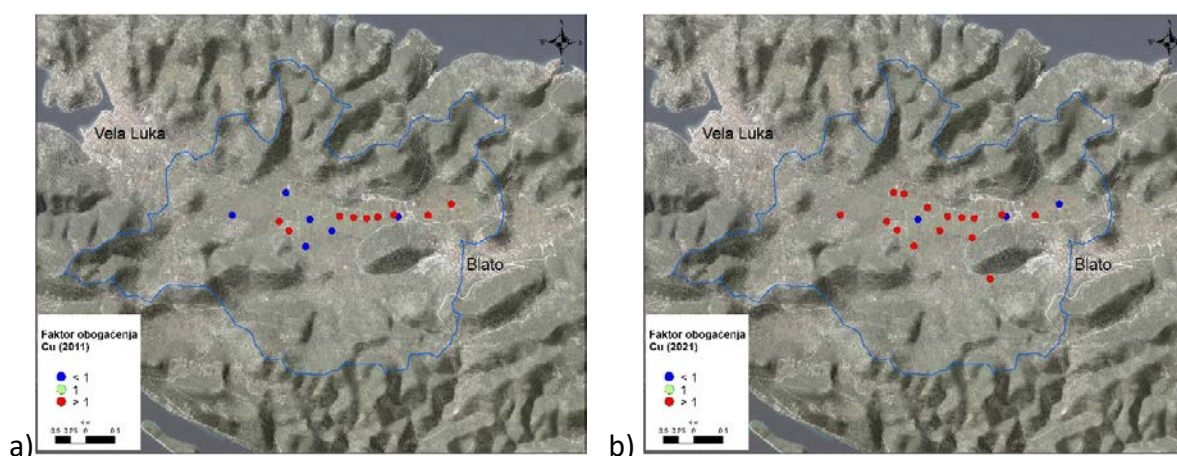 Vela Luka
Blato
Faktor obogaćenja
Cu (2011)
< 1
1
> 1
a)
Vela Luka
Blato
Faktor obogaćenja
Cu (2021)
< 1
1
> 1
b)